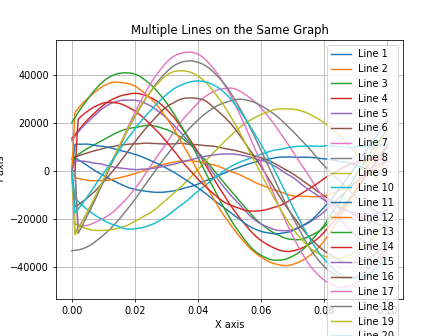 Multiple Lines on the Same Graph
40000
20000
0
−20000
−40000
0.00
0.02
0.04
0.06
X axis
Line 1
Line 2
Line 3
Line 4
Line 5
Line 6
Line 7
Line 8
Line 9
Line 10
Line 11
Line 12
Line 13
Line 14
Line 15
Line 16
Line 17
Line 18
Line 19
Line 20